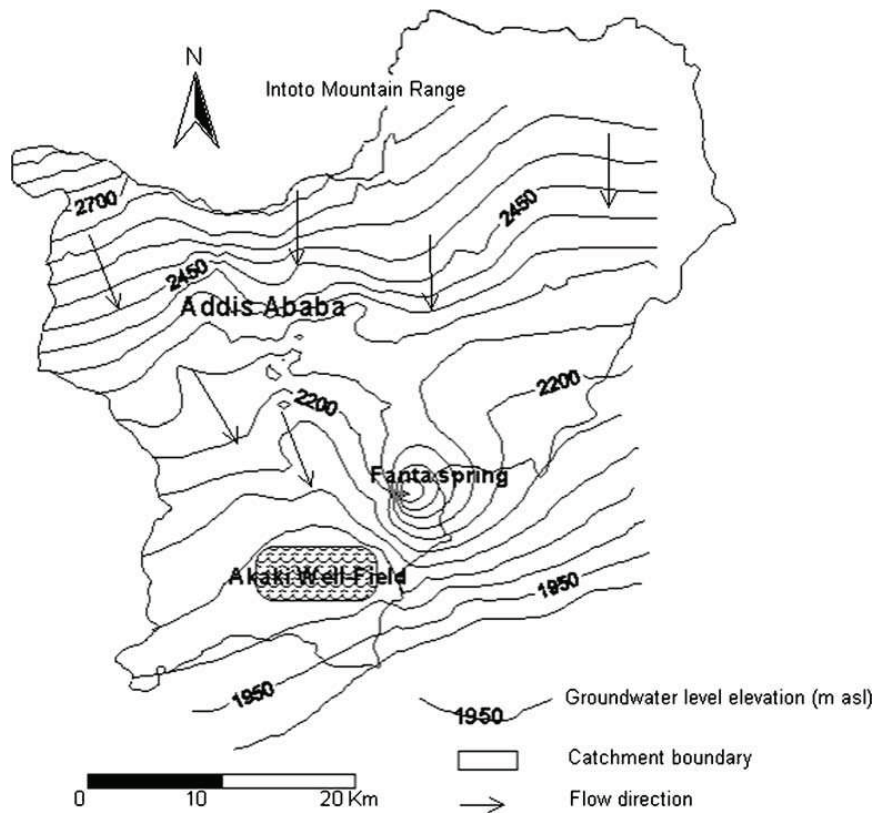 N
Intoto Mountain Range
2700
2450
2450
Addis Ababa
2200
2200
Fanta spring
Akaki Well-Field
1950
1950
1950 Groundwater level elevation (m asl)
Catchment boundary
0 10 20 Km
Flow direction